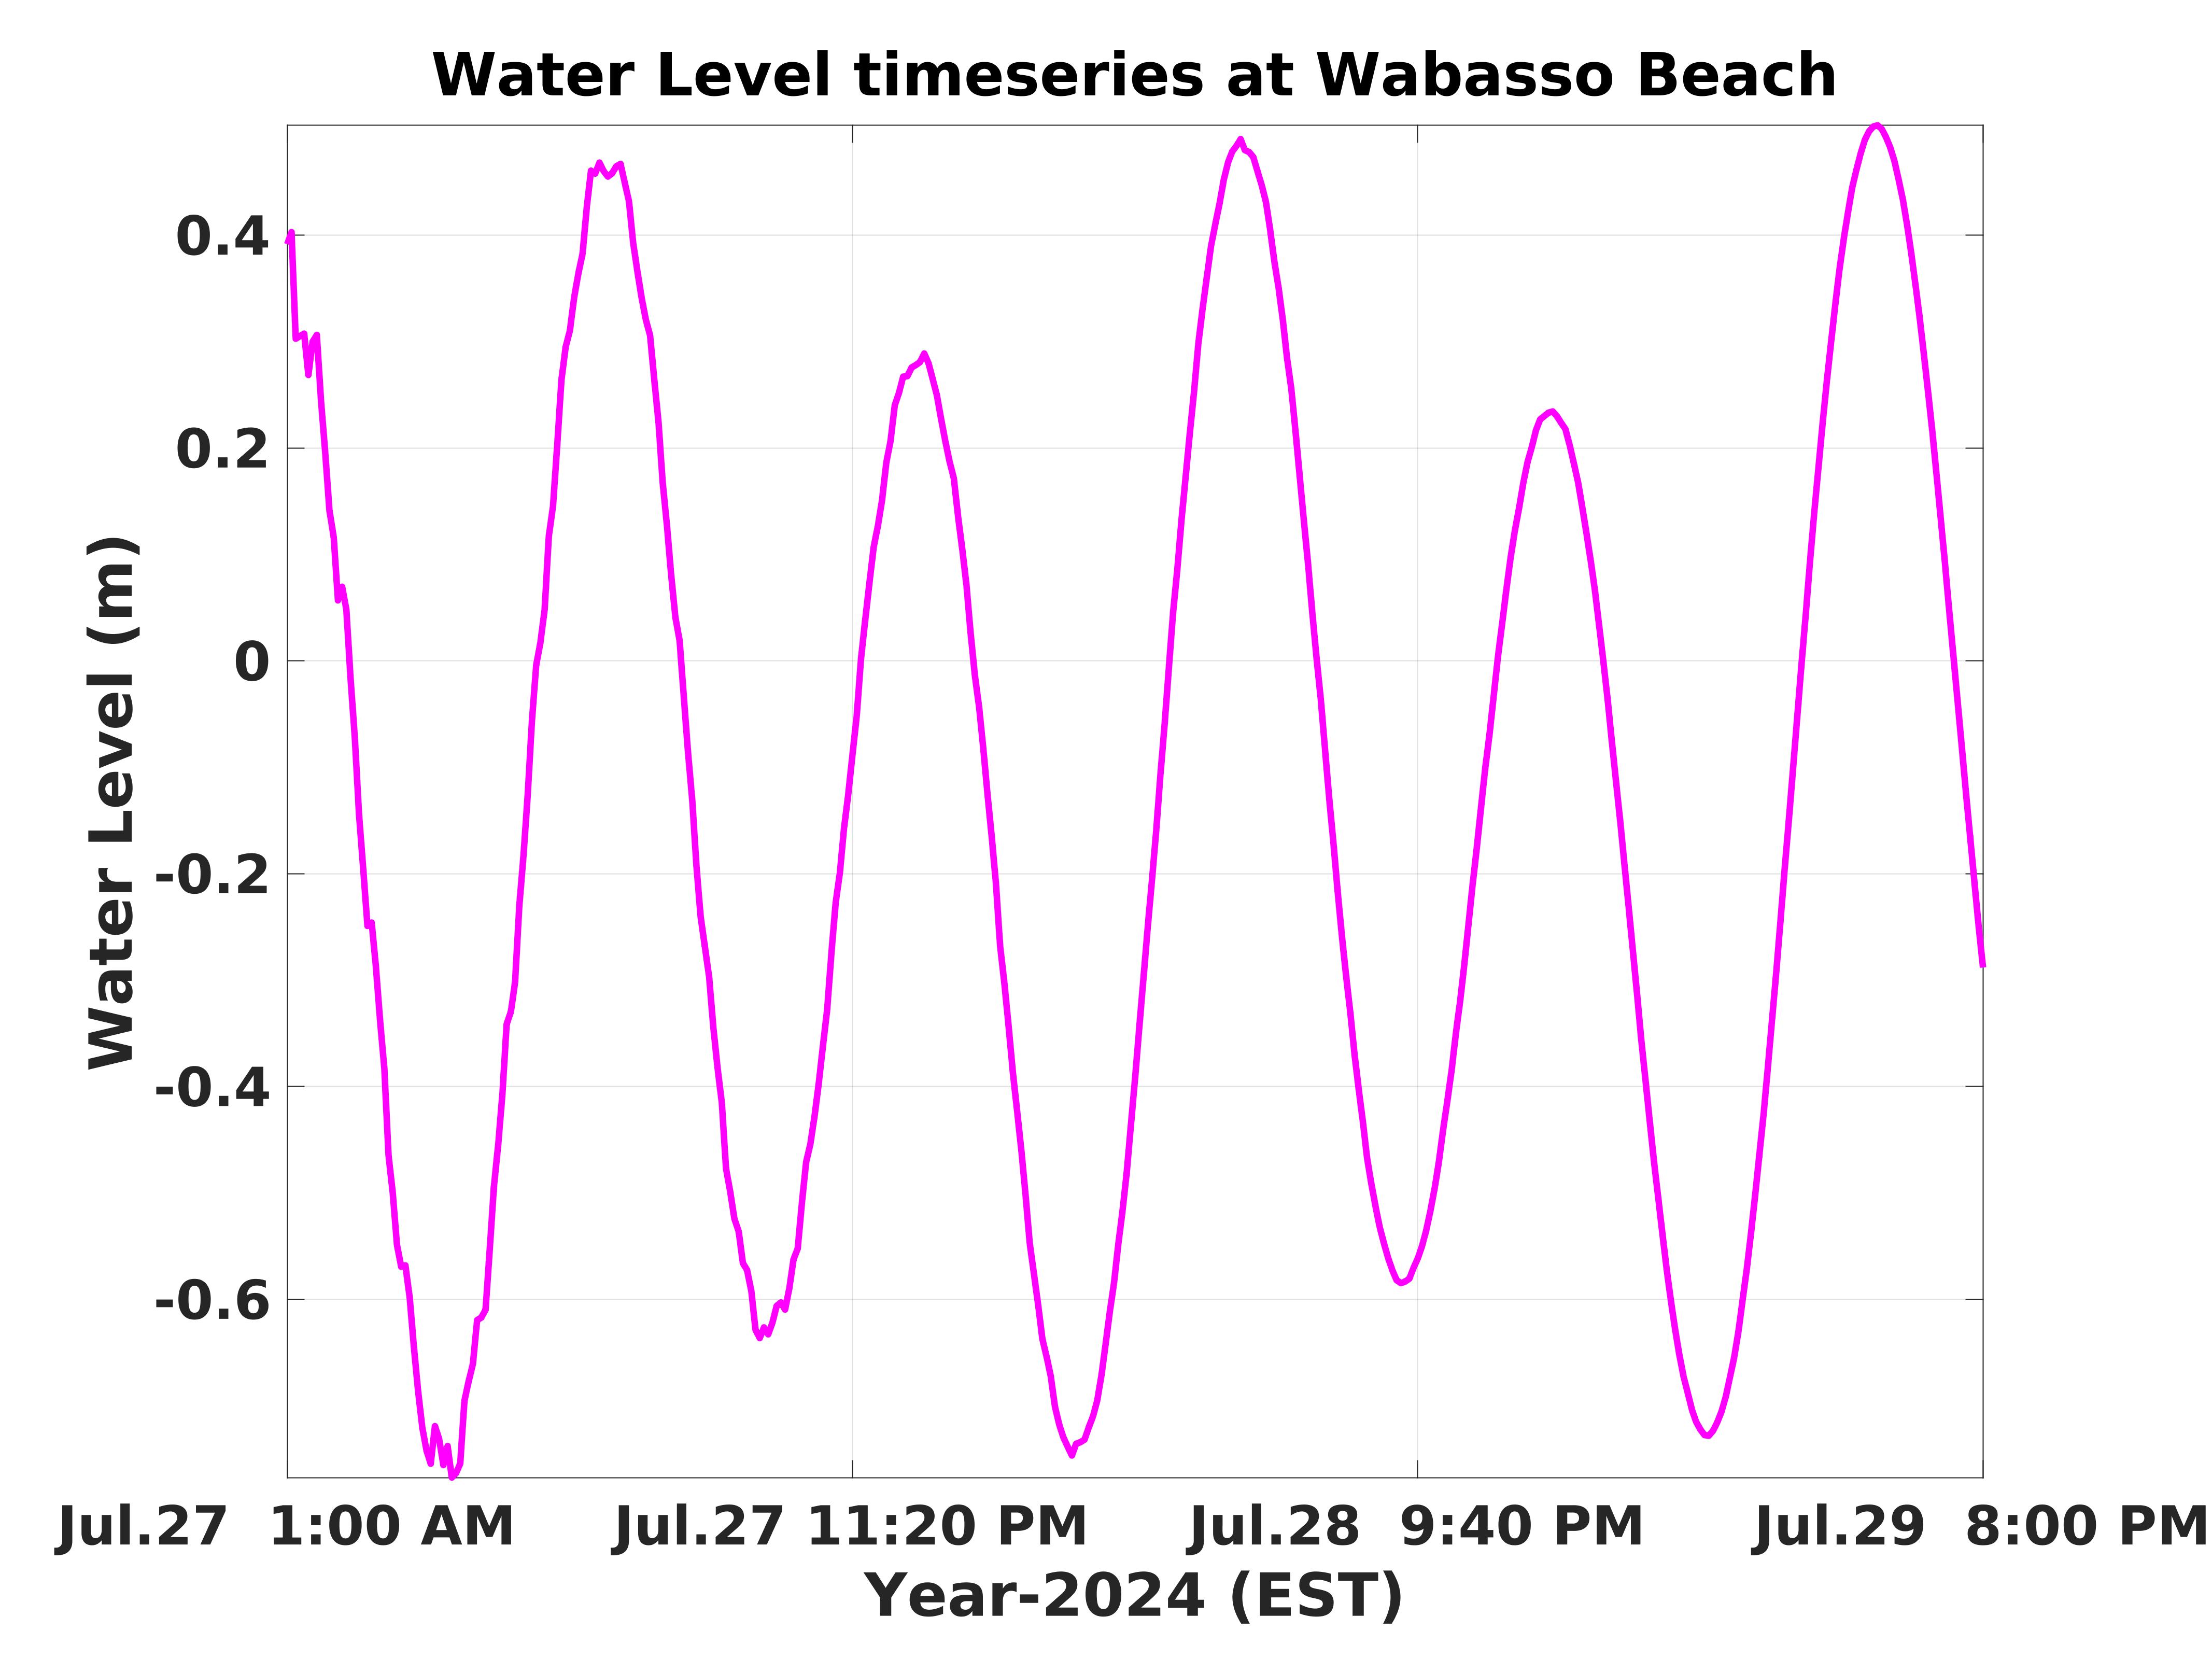 Water Level timeseries at Wabasso Beach
Water Level (m)
0.4
0.2
0
-0.2
-0.4
-0.6
Jul.27 1:00 AM Jul.27 11:20 PM Jul.28 9:40 PM Jul.29 8:00 PM
Year-2024 (EST)